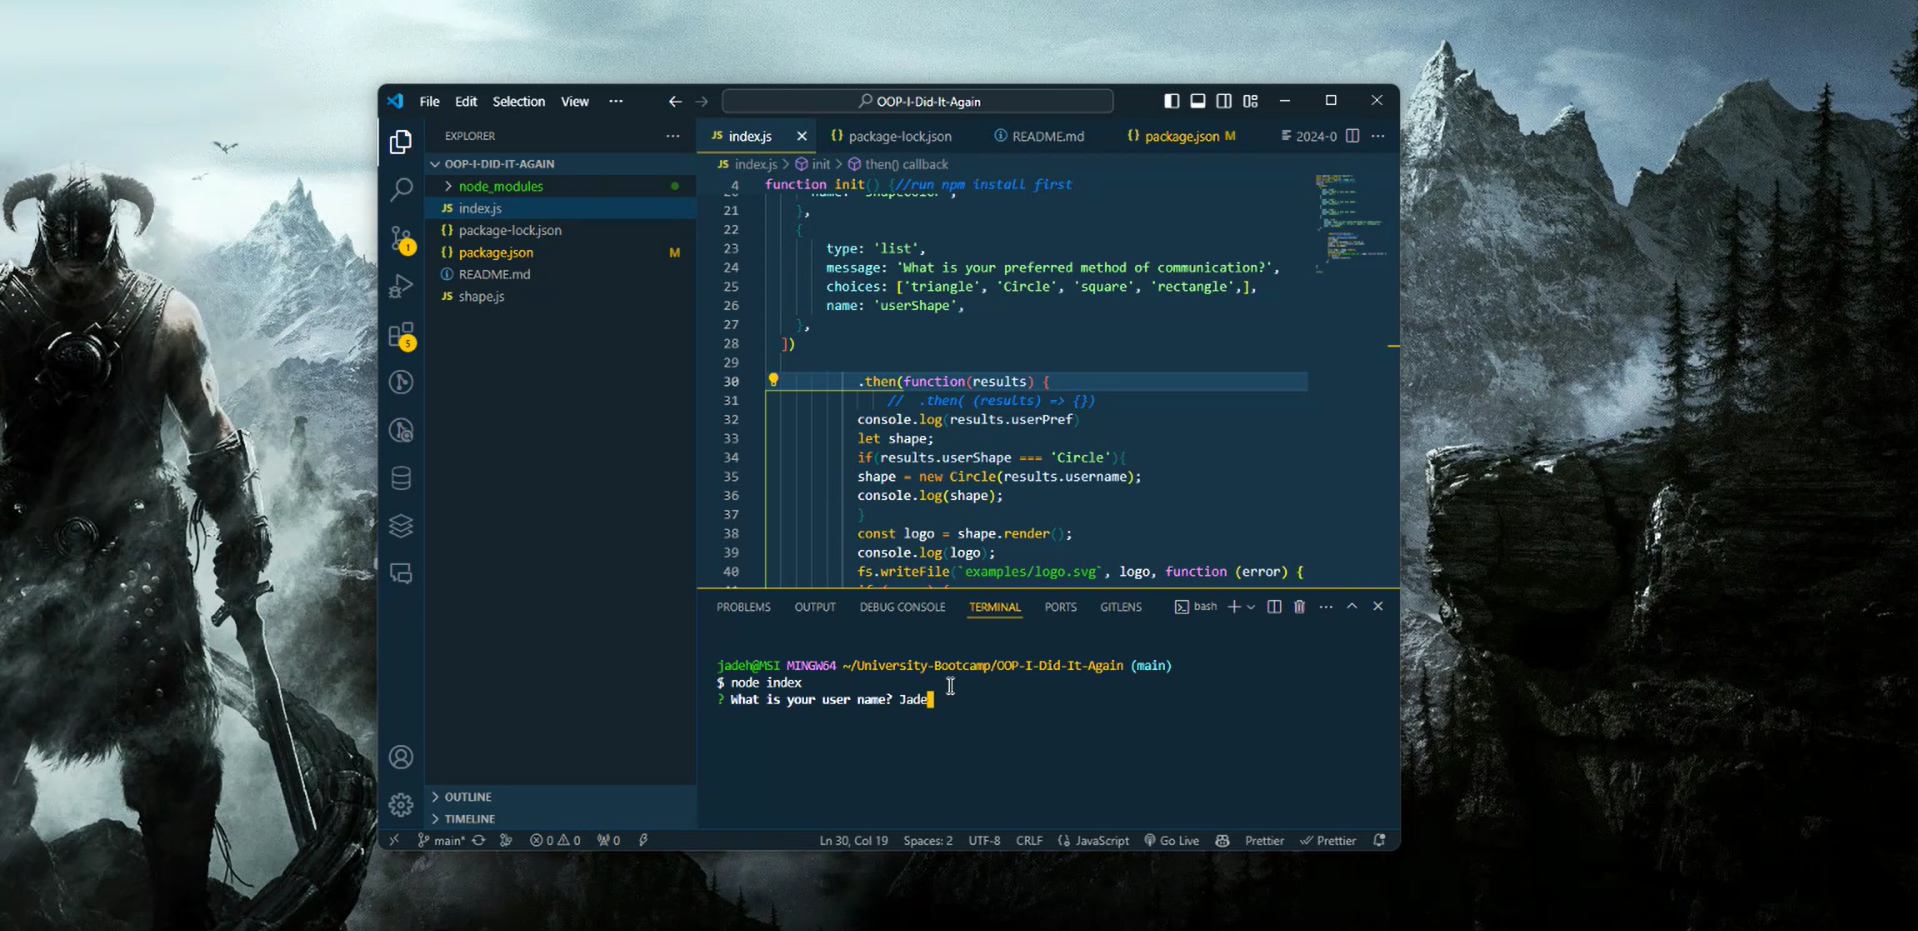 File Edit Selection View ··· OOP-I-Did-It-Again
EXPLORER ···
OOP-I-DID-IT-AGAIN
node_modules
JS index.js
{} package-lock.json
{} package.json M
README.md
JS shape.js
1
5
OUTLINE
TIMELINE
JS index.js {} package-lock.json README.md {} package.json M 2024-0 ···
JS index.js > init > then() callback
4 function init() {//run npm install first
21 },
22 {
23 type: 'list',
24 message: 'What is your preferred method of communication?',
25 choices: ['triangle', 'Circle', 'square', 'rectangle',],
26 name: 'userShape',
27 },
28 ])
29
30 .then(function(results) {
31 // .then( (results) => {})
32 console.log(results.userPref)
33 let shape;
34 if(results.userShape === 'Circle'){
35 shape = new Circle(results.username);
36 console.log(shape);
37 }
38 const logo = shape.render();
39 console.log(logo);
40 fs.writeFile(`examples/logo.svg`, logo, function (error) {
PROBLEMS OUTPUT DEBUG CONSOLE TERMINAL PORTS GITLENS bash
jadeh@MSI MINGW64 ~/University-Bootcamp/OOP-I-Did-It-Again (main)
$ node index
? What is your user name? Jade
main* 0 0 0 Ln 30, Col 19 Spaces: 2 UTF-8 CRLF {} JavaScript Go Live Prettier Prettier